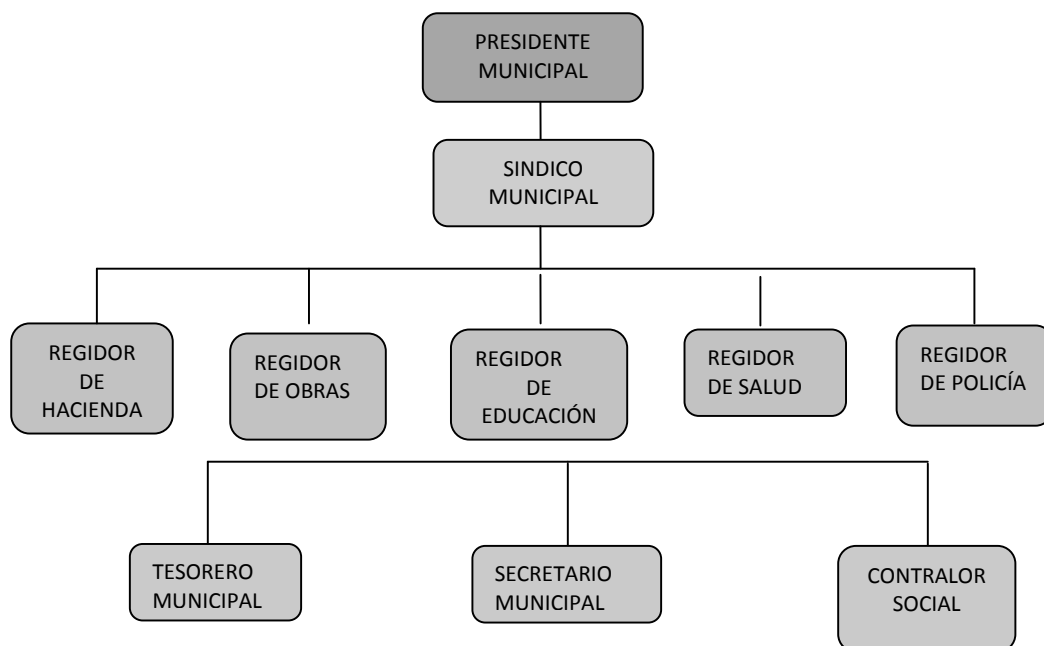 PRESIDENTE
MUNICIPAL
SINDICO
MUNICIPAL
REGIDOR
DE
HACIENDA
REGIDOR
DE OBRAS
REGIDOR
DE
EDUCACIÓN
REGIDOR
DE SALUD
REGIDOR
DE POLICÍA
TESORERO
MUNICIPAL
SECRETARIO
MUNICIPAL
CONTRALOR
SOCIAL